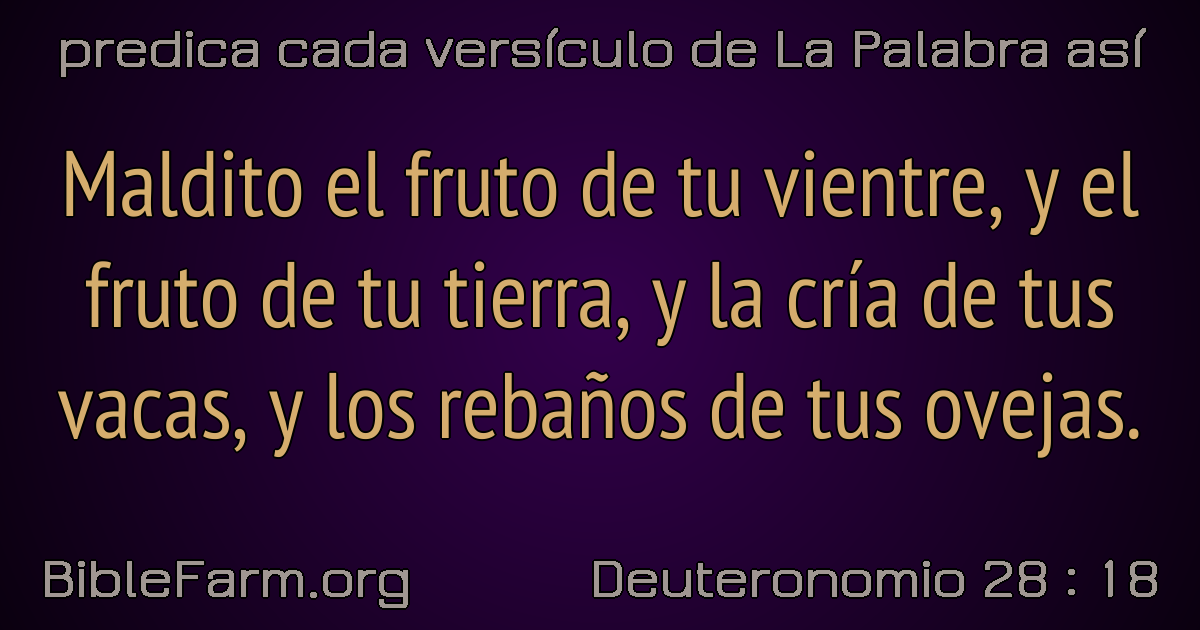 predica cada versículo de La Palabra así
Maldito el fruto de tu vientre, y el
fruto de tu tierra, y la cría de tus
vacas, y los rebaños de tus ovejas.
BibleFarm.org
Deuteronomio 28 : 18